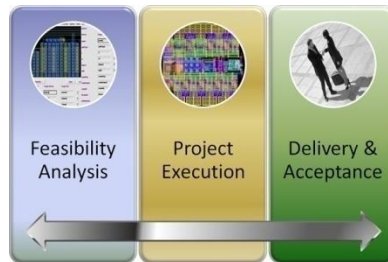 Feasibility
Analysis
Project
Execution
Delivery &
Acceptance